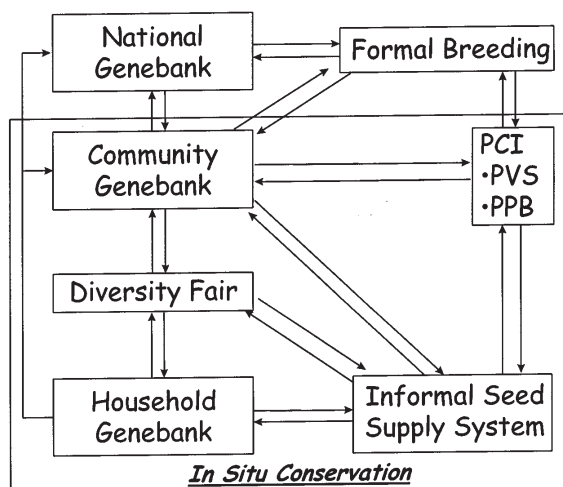 National
Genebank
Formal Breeding
Community
Genebank
PCI
•PVS
•PPB
Diversity Fair
Household
Genebank
Informal Seed
Supply System
In Situ Conservation